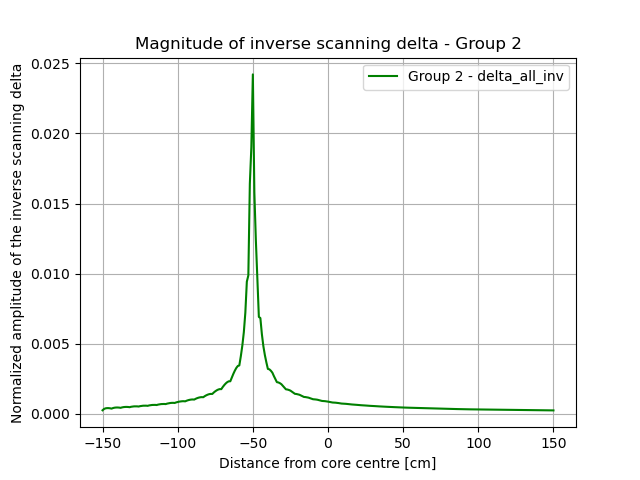 Magnitude of inverse scanning delta - Group 2
Group 2 - delta_all_inv
Normalized amplitude of the inverse scanning delta
0.025
0.020
0.015
0.010
0.005
0.000
−150 −100 −50 0 50 100 150
Distance from core centre [cm]